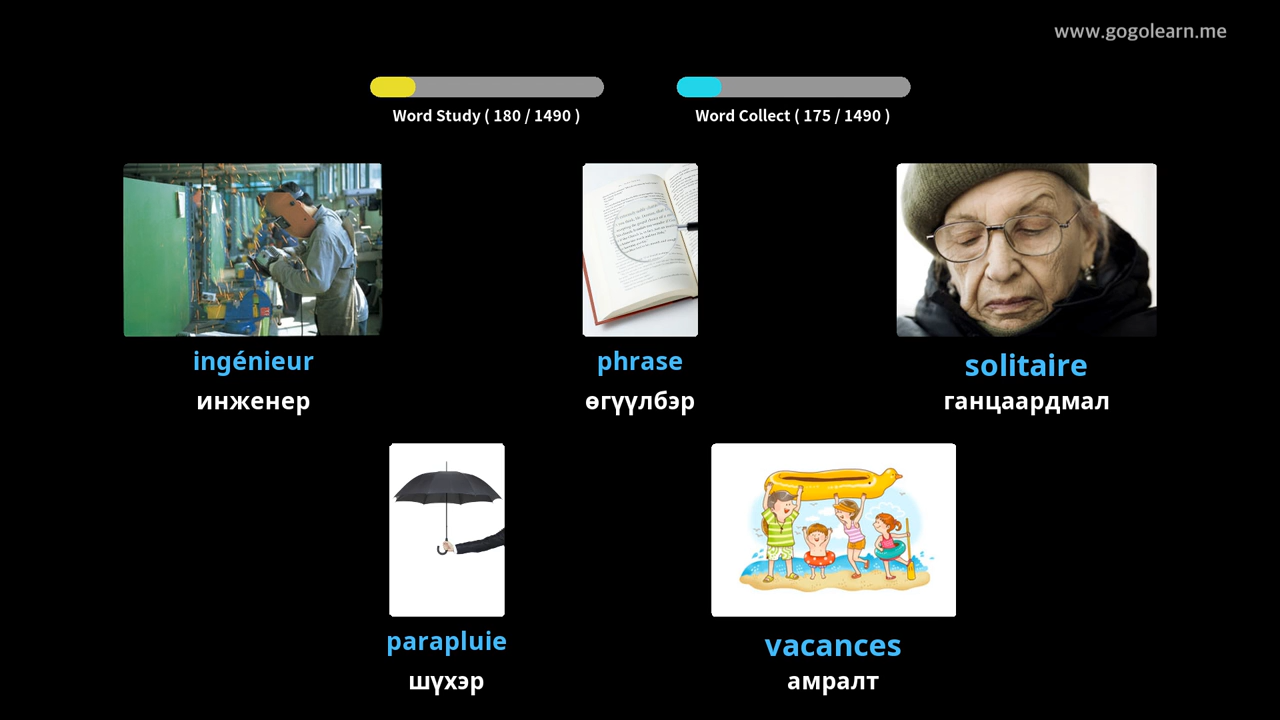 www.gogolearn.me
Word Study ( 180 / 1490 )
Word Collect ( 175 / 1490 )
ingénieur
инженер
phrase
өгүүлбэр
solitaire
ганцаардмал
parapluie
шүхэр
vacances
амралт